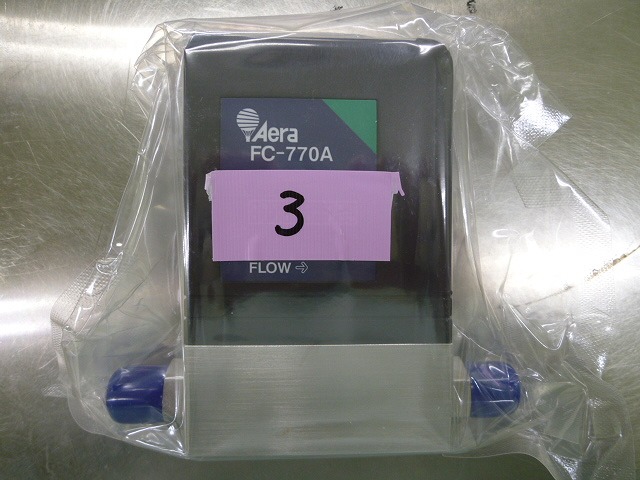 Aera
FC-770A
3
FLOW →